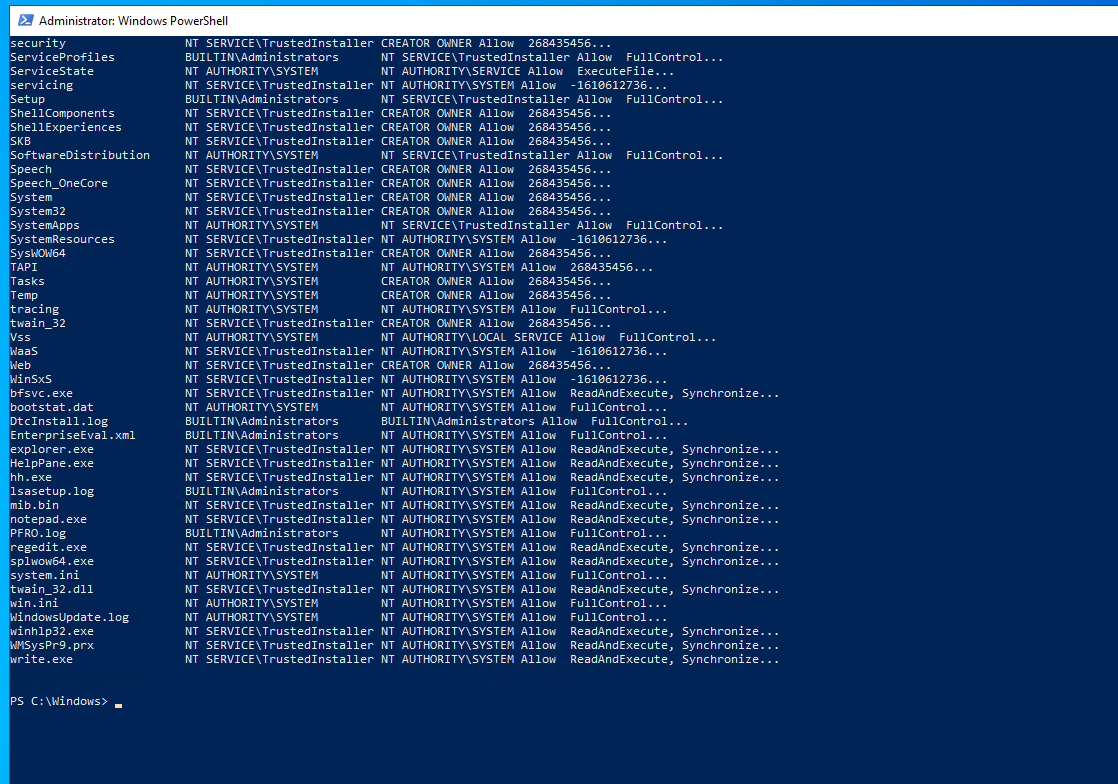 Administrator: Windows PowerShell
security NT SERVICE\TrustedInstaller CREATOR OWNER Allow 268435456...
ServiceProfiles BUILTIN\Administrators NT SERVICE\TrustedInstaller Allow FullControl...
ServiceState NT AUTHORITY\SYSTEM NT AUTHORITY\SERVICE Allow ExecuteFile...
servicing NT SERVICE\TrustedInstaller NT AUTHORITY\SYSTEM Allow -1610612736...
Setup BUILTIN\Administrators NT SERVICE\TrustedInstaller Allow FullControl...
ShellComponents NT SERVICE\TrustedInstaller CREATOR OWNER Allow 268435456...
ShellExperiences NT SERVICE\TrustedInstaller CREATOR OWNER Allow 268435456...
SKB NT SERVICE\TrustedInstaller CREATOR OWNER Allow 268435456...
SoftwareDistribution NT AUTHORITY\SYSTEM NT SERVICE\TrustedInstaller Allow FullControl...
Speech NT SERVICE\TrustedInstaller CREATOR OWNER Allow 268435456...
Speech_OneCore NT SERVICE\TrustedInstaller CREATOR OWNER Allow 268435456...
System NT SERVICE\TrustedInstaller CREATOR OWNER Allow 268435456...
System32 NT SERVICE\TrustedInstaller CREATOR OWNER Allow 268435456...
SystemApps NT AUTHORITY\SYSTEM NT SERVICE\TrustedInstaller Allow FullControl...
SystemResources NT SERVICE\TrustedInstaller NT AUTHORITY\SYSTEM Allow -1610612736...
SysWOW64 NT SERVICE\TrustedInstaller CREATOR OWNER Allow 268435456...
TAPI NT AUTHORITY\SYSTEM NT AUTHORITY\SYSTEM Allow 268435456...
Tasks NT AUTHORITY\SYSTEM CREATOR OWNER Allow 268435456...
Temp NT AUTHORITY\SYSTEM CREATOR OWNER Allow 268435456...
tracing NT AUTHORITY\SYSTEM NT AUTHORITY\SYSTEM Allow FullControl...
twain_32 NT SERVICE\TrustedInstaller CREATOR OWNER Allow 268435456...
Vss NT AUTHORITY\SYSTEM NT AUTHORITY\LOCAL SERVICE Allow FullControl...
WaaS NT SERVICE\TrustedInstaller NT AUTHORITY\SYSTEM Allow -1610612736...
Web NT SERVICE\TrustedInstaller CREATOR OWNER Allow 268435456...
WinSxS NT SERVICE\TrustedInstaller NT AUTHORITY\SYSTEM Allow -1610612736...
bfsvc.exe NT SERVICE\TrustedInstaller NT AUTHORITY\SYSTEM Allow ReadAndExecute, Synchronize...
bootstat.dat NT AUTHORITY\SYSTEM NT AUTHORITY\SYSTEM Allow FullControl...
DtcInstall.log BUILTIN\Administrators BUILTIN\Administrators Allow FullControl...
EnterpriseEval.xml BUILTIN\Administrators NT AUTHORITY\SYSTEM Allow FullControl...
explorer.exe NT SERVICE\TrustedInstaller NT AUTHORITY\SYSTEM Allow ReadAndExecute, Synchronize...
HelpPane.exe NT SERVICE\TrustedInstaller NT AUTHORITY\SYSTEM Allow ReadAndExecute, Synchronize...
hh.exe NT SERVICE\TrustedInstaller NT AUTHORITY\SYSTEM Allow ReadAndExecute, Synchronize...
lsasetup.log BUILTIN\Administrators NT AUTHORITY\SYSTEM Allow FullControl...
mib.bin NT SERVICE\TrustedInstaller NT AUTHORITY\SYSTEM Allow ReadAndExecute, Synchronize...
notepad.exe NT SERVICE\TrustedInstaller NT AUTHORITY\SYSTEM Allow ReadAndExecute, Synchronize...
PFRO.log BUILTIN\Administrators NT AUTHORITY\SYSTEM Allow FullControl...
regedit.exe NT SERVICE\TrustedInstaller NT AUTHORITY\SYSTEM Allow ReadAndExecute, Synchronize...
splwow64.exe NT SERVICE\TrustedInstaller NT AUTHORITY\SYSTEM Allow ReadAndExecute, Synchronize...
system.ini NT AUTHORITY\SYSTEM NT AUTHORITY\SYSTEM Allow FullControl...
twain_32.dll NT SERVICE\TrustedInstaller NT AUTHORITY\SYSTEM Allow ReadAndExecute, Synchronize...
win.ini NT AUTHORITY\SYSTEM NT AUTHORITY\SYSTEM Allow FullControl...
WindowsUpdate.log NT AUTHORITY\SYSTEM NT AUTHORITY\SYSTEM Allow FullControl...
winhlp32.exe NT SERVICE\TrustedInstaller NT AUTHORITY\SYSTEM Allow ReadAndExecute, Synchronize...
WMSysPr9.prx NT SERVICE\TrustedInstaller NT AUTHORITY\SYSTEM Allow ReadAndExecute, Synchronize...
write.exe NT SERVICE\TrustedInstaller NT AUTHORITY\SYSTEM Allow ReadAndExecute, Synchronize...
PS C:\Windows>